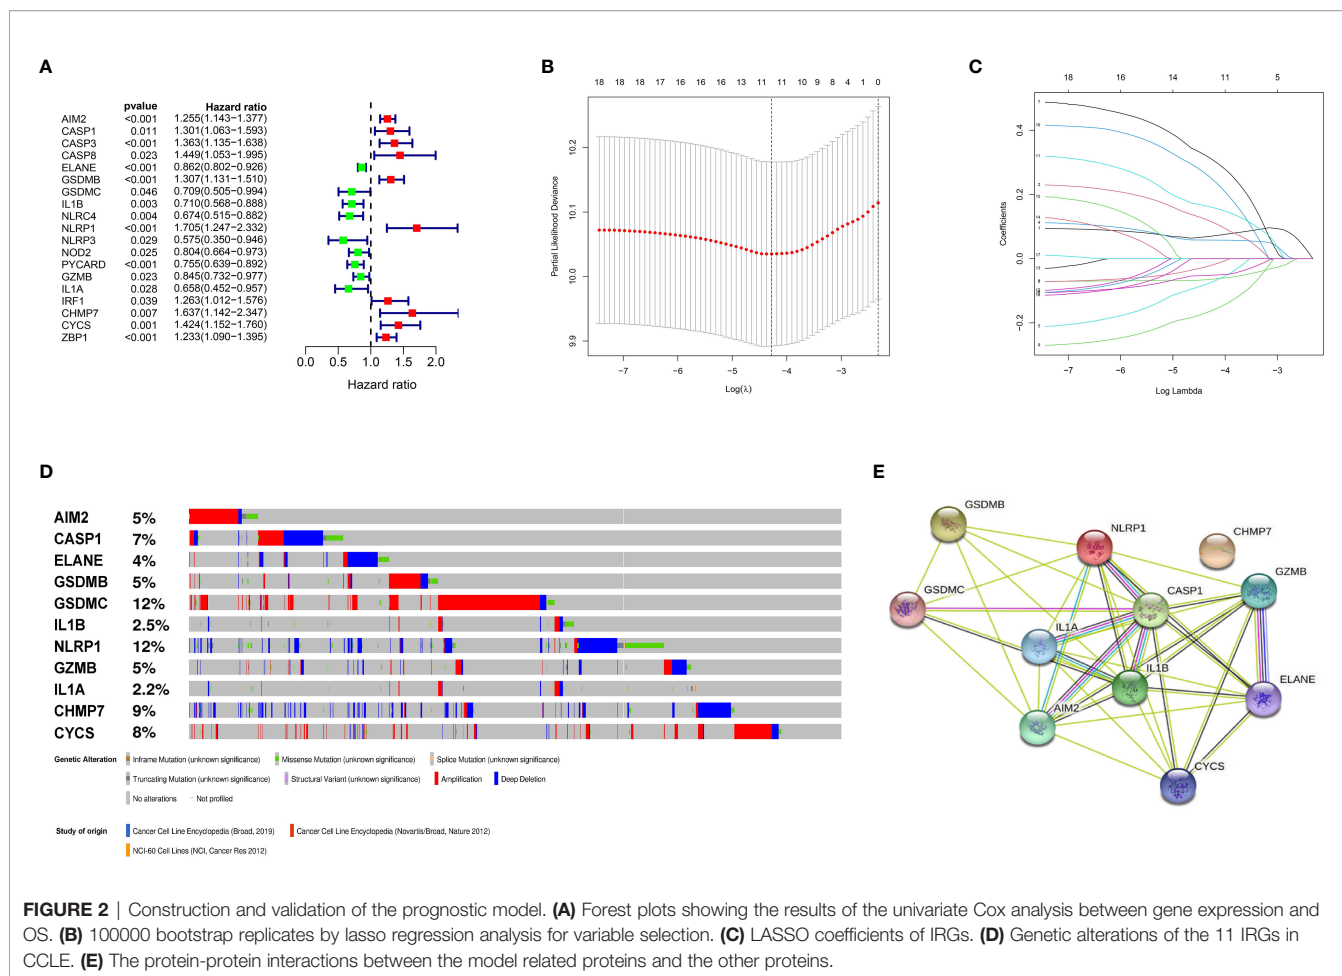 A
pvalue Hazard ratio
AIM2 <0.001 1.255(1.143−1.377)
CASP1 0.011 1.301(1.063−1.593)
CASP3 <0.001 1.363(1.135−1.638)
CASP8 0.023 1.449(1.053−1.995)
ELANE <0.001 0.862(0.802−0.926)
GSDMB <0.001 1.307(1.131−1.510)
GSDMC 0.046 0.709(0.505−0.994)
IL1B 0.003 0.710(0.568−0.888)
NLRC4 0.004 0.674(0.515−0.882)
NLRP1 <0.001 1.705(1.247−2.332)
NLRP3 0.029 0.575(0.350−0.946)
NOD2 0.025 0.804(0.664−0.973)
PYCARD <0.001 0.755(0.639−0.892)
GZMB 0.023 0.845(0.732−0.977)
IL1A 0.028 0.658(0.452−0.957)
IRF1 0.039 1.263(1.012−1.576)
CHMP7 0.007 1.637(1.142−2.347)
CYCS 0.001 1.424(1.152−1.760)
ZBP1 <0.001 1.233(1.090−1.395)
0.0 0.5 1.0 1.5 2.0
Hazard ratio
B
18 18 18 17 16 16 16 13 11 11 10 9 8 4 1 0
Partial Likelihood Deviance
10.2
10.1
10.0
9.9
−7 −6 −5 −4 −3
Log(λ)
C
18 16 14 11 5
Coefficients
0.4
0.2
0.0
−0.2
−7 −6 −5 −4 −3
Log Lambda
D
AIM2 5%
CASP1 7%
ELANE 4%
GSDMB 5%
GSDMC 12%
IL1B 2.5%
NLRP1 12%
GZMB 5%
IL1A 2.2%
CHMP7 9%
CYCS 8%
Genetic Alteration Inframe Mutation (unknown significance) Missense Mutation (unknown significance) Splice Mutation (unknown significance)
Truncating Mutation (unknown significance) Structural Variant (unknown significance) Amplification Deep Deletion
No alterations Not profiled
Study of origin Cancer Cell Line Encyclopedia (Broad, 2019) Cancer Cell Line Encyclopedia (Novartis/Broad, Nature 2012)
NCI-60 Cell Lines (NCI, Cancer Res 2012)
E
GSDMB
NLRP1
CHMP7
GZMB
GSDMC
CASP1
IL1A
IL1B
ELANE
AIM2
CYCS
FIGURE 2 | Construction and validation of the prognostic model. (A) Forest plots showing the results of the univariate Cox analysis between gene expression and
OS. (B) 100000 bootstrap replicates by lasso regression analysis for variable selection. (C) LASSO coefficients of IRGs. (D) Genetic alterations of the 11 IRGs in
CCLE. (E) The protein-protein interactions between the model related proteins and the other proteins.